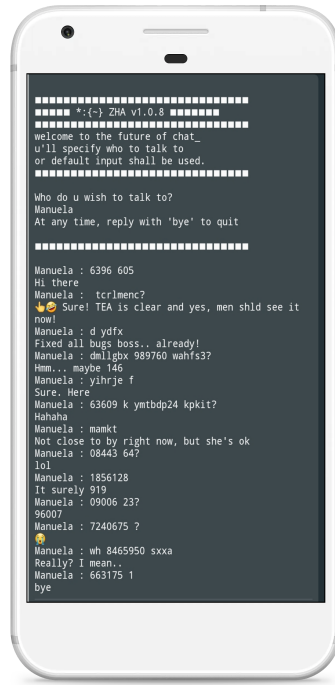 *:{~} ZHA v1.0.8
welcome to the future of chat_
u'll specify who to talk to
or default input shall be used.
Who do u wish to talk to?
Manuela
At any time, reply with 'bye' to quit
Manuela : 6396 605
Hi there
Manuela :  tcrlmenc?
👆🤣 Sure! TEA is clear and yes, men shld see it
now!
Manuela : d ydfx
Fixed all bugs boss.. already!
Manuela : dmllgbx 989760 wahfs3?
Hmm... maybe 146
Manuela : yihrje f
Sure. Here
Manuela : 63609 k ymtbdp24 kpkit?
Hahaha
Manuela : mamkt
Not close to by right now, but she's ok
Manuela : 08443 64?
lol
Manuela : 1856128
It surely 919
Manuela : 09006 23?
96007
Manuela : 7240675 ?
😭
Manuela : wh 8465950 sxxa
Really? I mean..
Manuela : 663175 1
bye